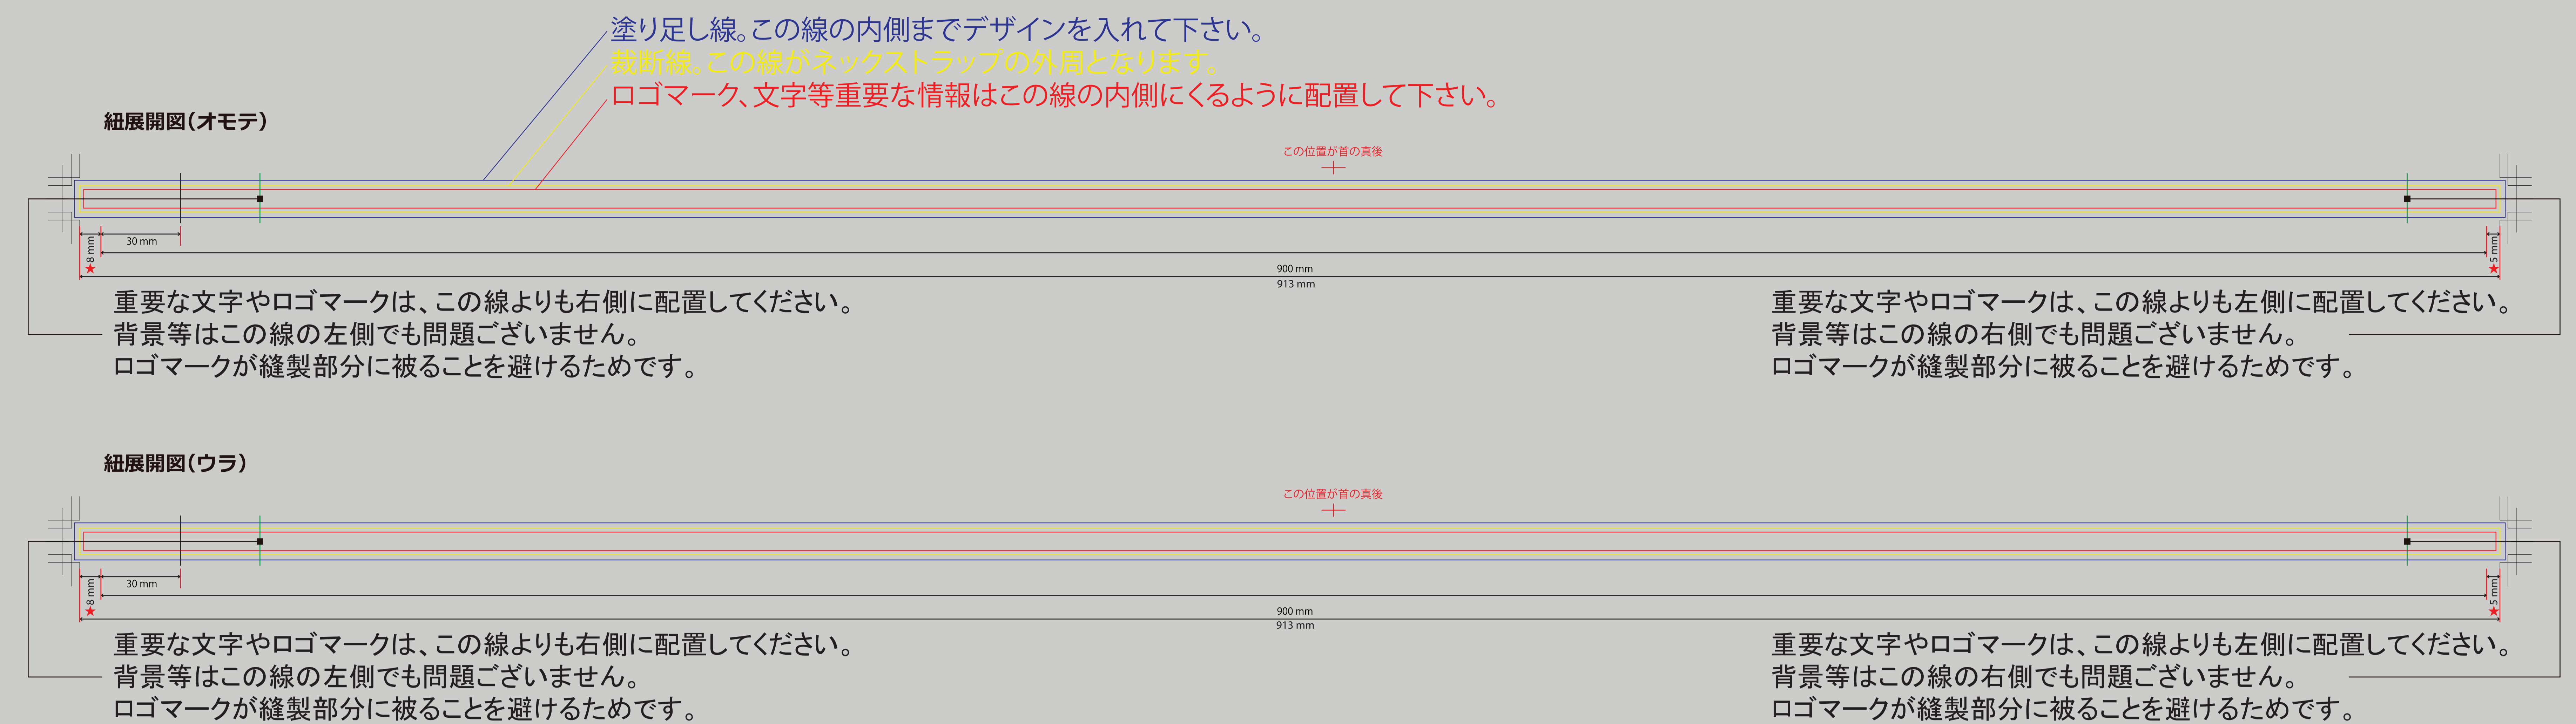 塗り足し線。この線の内側までデザインを入れて下さい。
裁断線。この線がネックストラップの外周となります。
ロゴマーク、文字等重要な情報はこの線の内側にくるように配置して下さい。
紐展開図(オモテ)
この位置が首の真後
30 mm
★8 mm
★5 mm
900 mm
913 mm
重要な文字やロゴマークは、この線よりも右側に配置してください。
背景等はこの線の左側でも問題ございません。
ロゴマークが縫製部分に被ることを避けるためです。
重要な文字やロゴマークは、この線よりも左側に配置してください。
背景等はこの線の右側でも問題ございません。
ロゴマークが縫製部分に被ることを避けるためです。
紐展開図(ウラ)
この位置が首の真後
30 mm
★8 mm
★5 mm
900 mm
913 mm
重要な文字やロゴマークは、この線よりも右側に配置してください。
背景等はこの線の左側でも問題ございません。
ロゴマークが縫製部分に被ることを避けるためです。
重要な文字やロゴマークは、この線よりも左側に配置してください。
背景等はこの線の右側でも問題ございません。
ロゴマークが縫製部分に被ることを避けるためです。